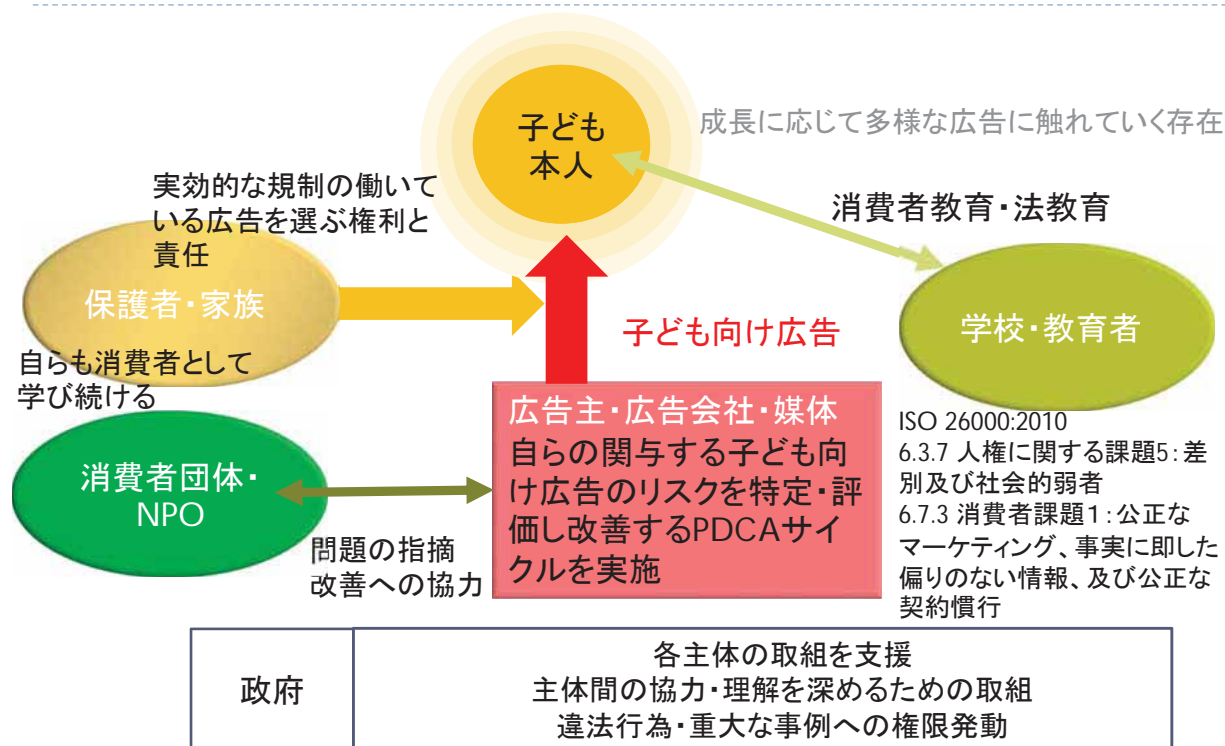 子ども
本人
成長に応じて多様な広告に触れていく存在
実効的な規制の働いて
いる広告を選ぶ権利と
責任
消費者教育・法教育
保護者・家族
子ども向け広告
学校・教育者
自らも消費者として
学び続ける
広告主・広告会社・媒体
自らの関与する子ども向
け広告のリスクを特定・評
価し改善するPDCAサイ
クルを実施
消費者団体・
NPO
問題の指摘
改善への協力
ISO 26000:2010
6.3.7 人権に関する課題5:差
別及び社会的弱者
6.7.3 消費者課題1:公正な
マーケティング、事実に即した
偏りのない情報、及び公正な
契約慣行
政府
各主体の取組を支援
主体間の協力・理解を深めるための取組
違法行為・重大な事例への権限発動